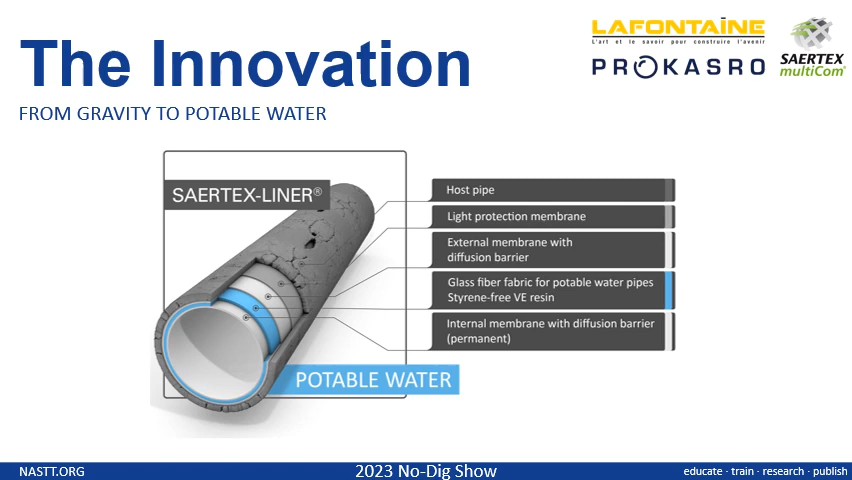 The Innovation
FROM GRAVITY TO POTABLE WATER
LAFONTAINE
L'art et le savoir pour construire l'avenir
PROKASRO
SAERTEX
multiCom®
SAERTEX-LINER®
Host pipe
Light protection membrane
External membrane with
diffusion barrier
Glass fiber fabric for potable water pipes
Styrene-free VE resin
Internal membrane with diffusion barrier
(permanent)
POTABLE WATER
NASTT.ORG
2023 No-Dig Show
educate · train · research · publish